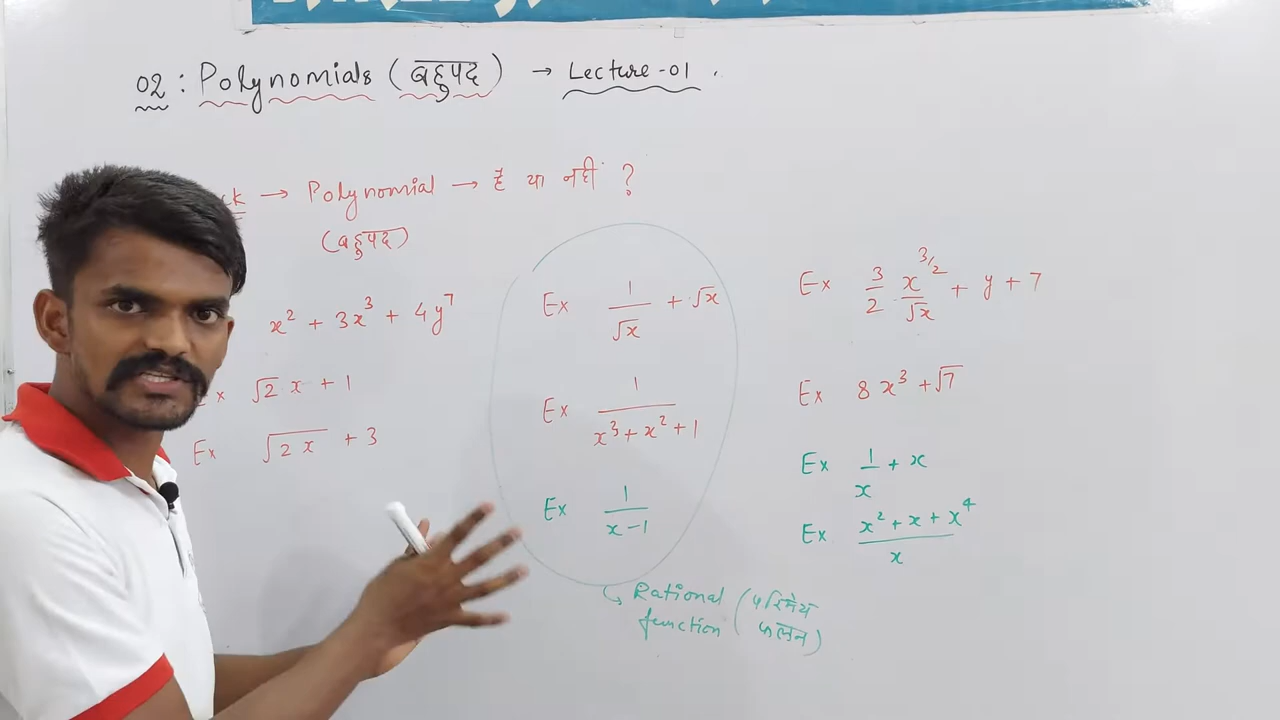 02 : Polynomials (बहुपद) → Lecture-01 .
ck → Polynomial → है या नहीं ?
(बहुपद)
x² + 3x³ + 4y⁷
Ex √2 x + 1
Ex √(2x) + 3
Ex 1/√x + √x
Ex 1/(x³ + x² + 1)
Ex 1/(x - 1)
↳ Rational function (परिमेय फलन)
Ex 3/2 x^(3/2)/√x + y + 7
Ex 8x³ + √7
Ex 1/x + x
Ex (x² + x + x⁴)/x